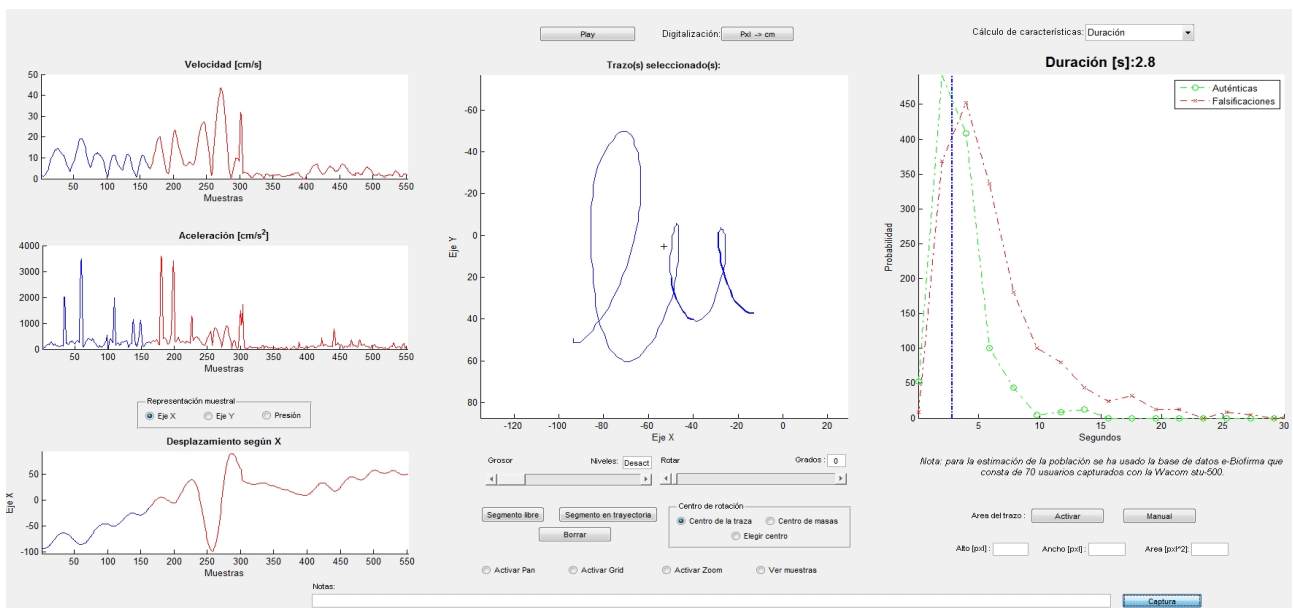 Play
Digitalización: Pxl -> cm
Cálculo de características: Duración
Velocidad [cm/s]
50
40
30
20
10
0
50 100 150 200 250 300 350 400 450 500 550
Muestras
Aceleración [cm/s²]
4000
3000
2000
1000
0
50 100 150 200 250 300 350 400 450 500 550
Muestras
Representación muestral
Eje X Eje Y Presión
Desplazamiento según X
Eje X
100
50
0
-50
-100
50 100 150 200 250 300 350 400 450 500 550
Muestras
Trazo(s) seleccionado(s):
Eje Y
-60
-40
-20
0
20
40
60
80
-120 -100 -80 -60 -40 -20 0 20
Eje X
Grosor Niveles: Desact Rotar Grados : 0
Segmento libre Segmento en trayectoria
Borrar
Centro de rotación
Centro de la traza Centro de masas
Elegir centro
Activar Pan Activar Grid Activar Zoom Ver muestras
Duración [s]:2.8
Auténticas
Falsificaciones
Probabilidad
450
400
350
300
250
200
150
100
50
0
0 5 10 15 20 25 30
Segundos
Nota: para la estimación de la población se ha usado la base de datos e-Biofirma que
consta de 70 usuarios capturados con la Wacom stu-500.
Area del trazo : Activar Manual
Alto [pxl] : Ancho [pxl] : Area [pxl^2]:
Notas:
Captura